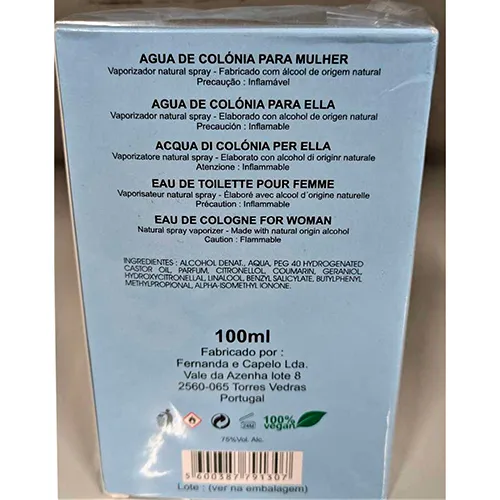 AGUA DE COLÓNIA PARA MULHER
Vaporizador natural spray - Fabricado com álcool de origem natural
Precaução : Inflamável
AGUA DE COLÓNIA PARA ELLA
Vaporizador natural spray - Elaborado con alcohol de origen natural
Precaución : Inflamable
ACQUA DI COLÓNIA PER ELLA
Vaporizatore natural spray - Elaborato con alcohol di originr naturale
Atenzione : Inflammable
EAU DE TOILETTE POUR FEMME
Vaporisateur natural spray - Élaboré avec alcool d'origine naturelle
Précaution : Inflammable
EAU DE COLOGNE FOR WOMAN
Natural spray vaporizer - Made with natural origin alcohol
Caution : Flammable
INGREDIENTES : ALCOHOL DENAT., AQUA, PEG 40 HYDROGENATED
CASTOR OIL, PARFUM, CITRONELLOL, COUMARIN, GERANIOL,
HYDROXYCITRONELLAL, LINALOOL, BENZYL SALICYLATE, BUTYLPHENYL
METHYLPROPIONAL, ALPHA-ISOMETHYL IONONE.
100ml
Fabricado por :
Fernanda e Capelo Lda.
Vale da Azenha lote 8
2560-065 Torres Vedras
Portugal
24M
100%
vegan
75%Vol. Alc.
5600387791307
Lote : (ver na embalagem)